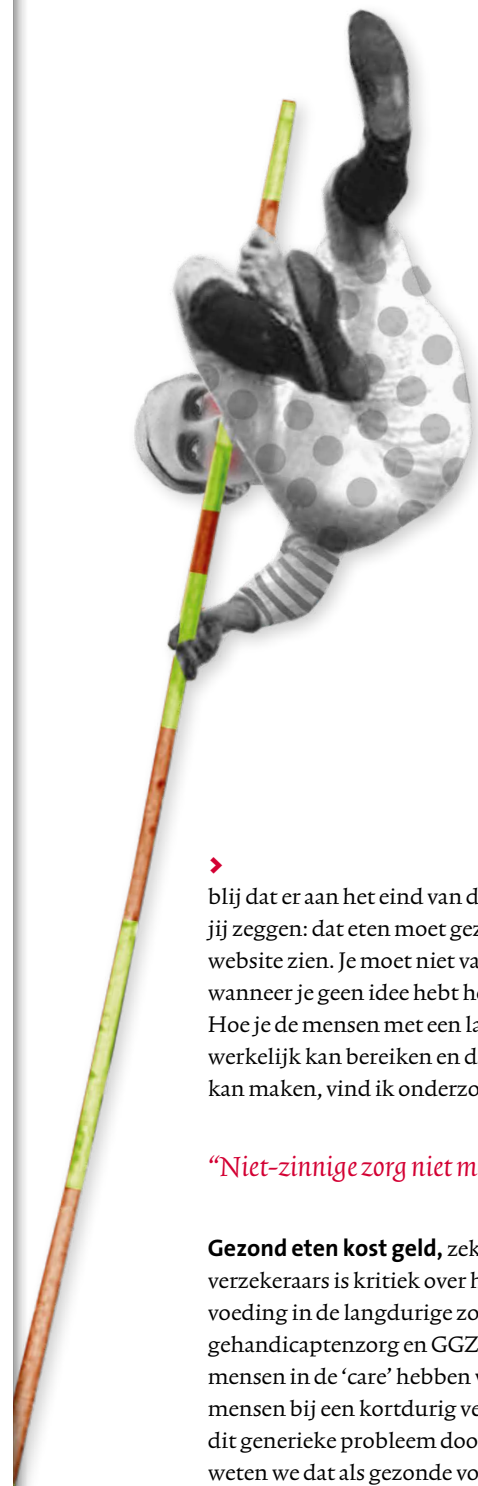 blij dat er aan het eind van d
jij zeggen: dat eten moet gez
website zien. Je moet niet va
wanneer je geen idee hebt h
Hoe je de mensen met een la
werkelijk kan bereiken en d
kan maken, vind ik onderzo
“Niet-zinnige zorg niet m
Gezond eten kost geld, zek
verzekeraars is kritiek over h
voeding in de langdurige zo
gehandicaptenzorg en GGZ
mensen in de ‘care’ hebben v
mensen bij een kortdurig ve
dit generieke probleem doo
weten we dat als gezonde vo